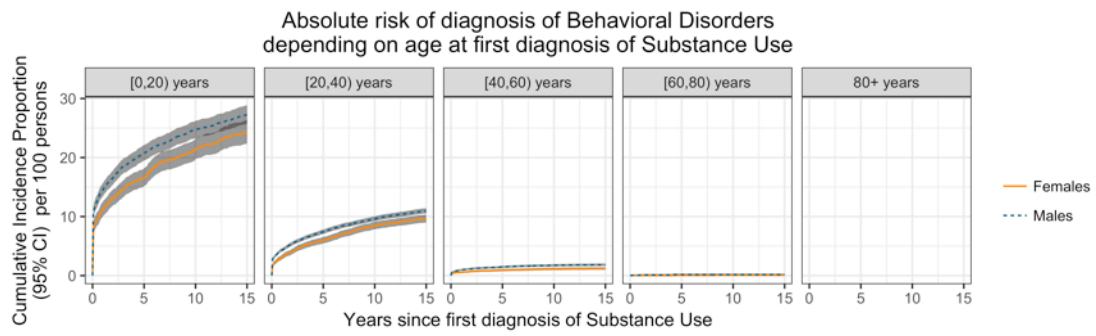 Absolute risk of diagnosis of Behavioral Disorders
depending on age at first diagnosis of Substance Use
Cumulative Incidence Proportion
(95% CI) per 100 persons
[0,20) years
[20,40) years
[40,60) years
[60,80) years
80+ years
30
20
10
0
0 5 10 15
0 5 10 15
0 5 10 15
0 5 10 15
0 5 10 15
Years since first diagnosis of Substance Use
Females
Males